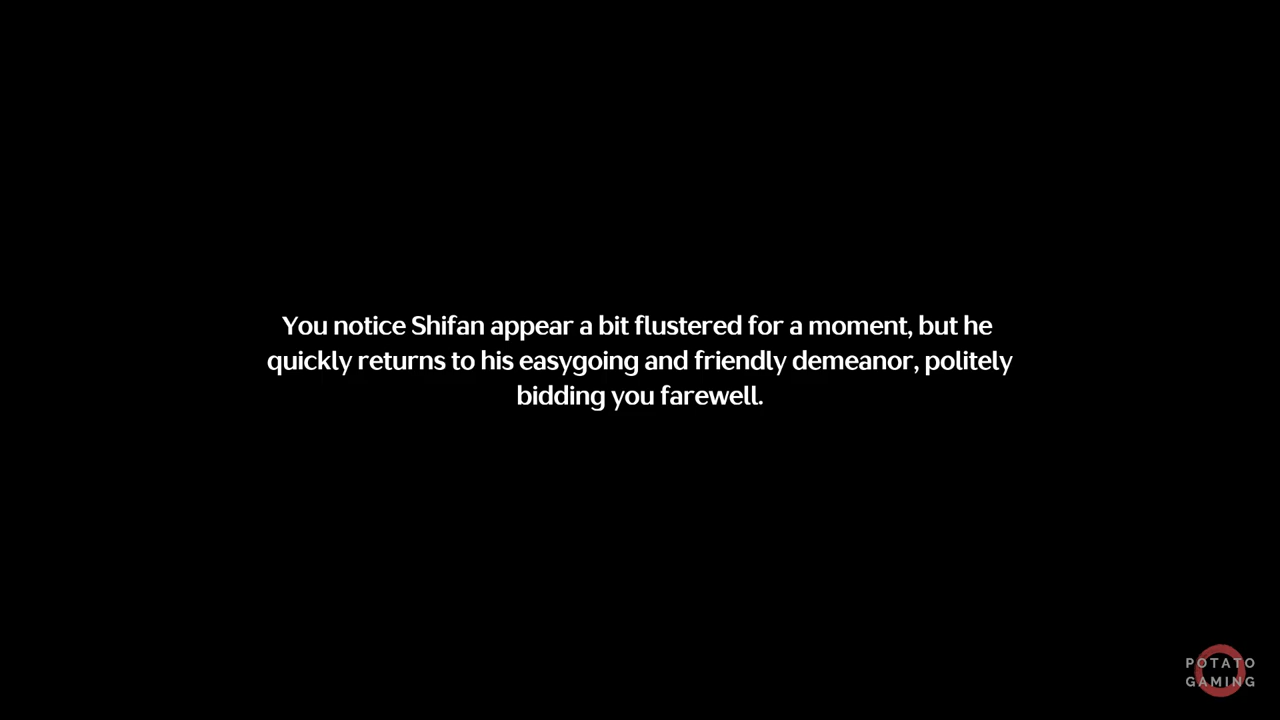 You notice Shifan appear a bit flustered for a moment, but he
quickly returns to his easygoing and friendly demeanor, politely
bidding you farewell.
POTATO
GAMING